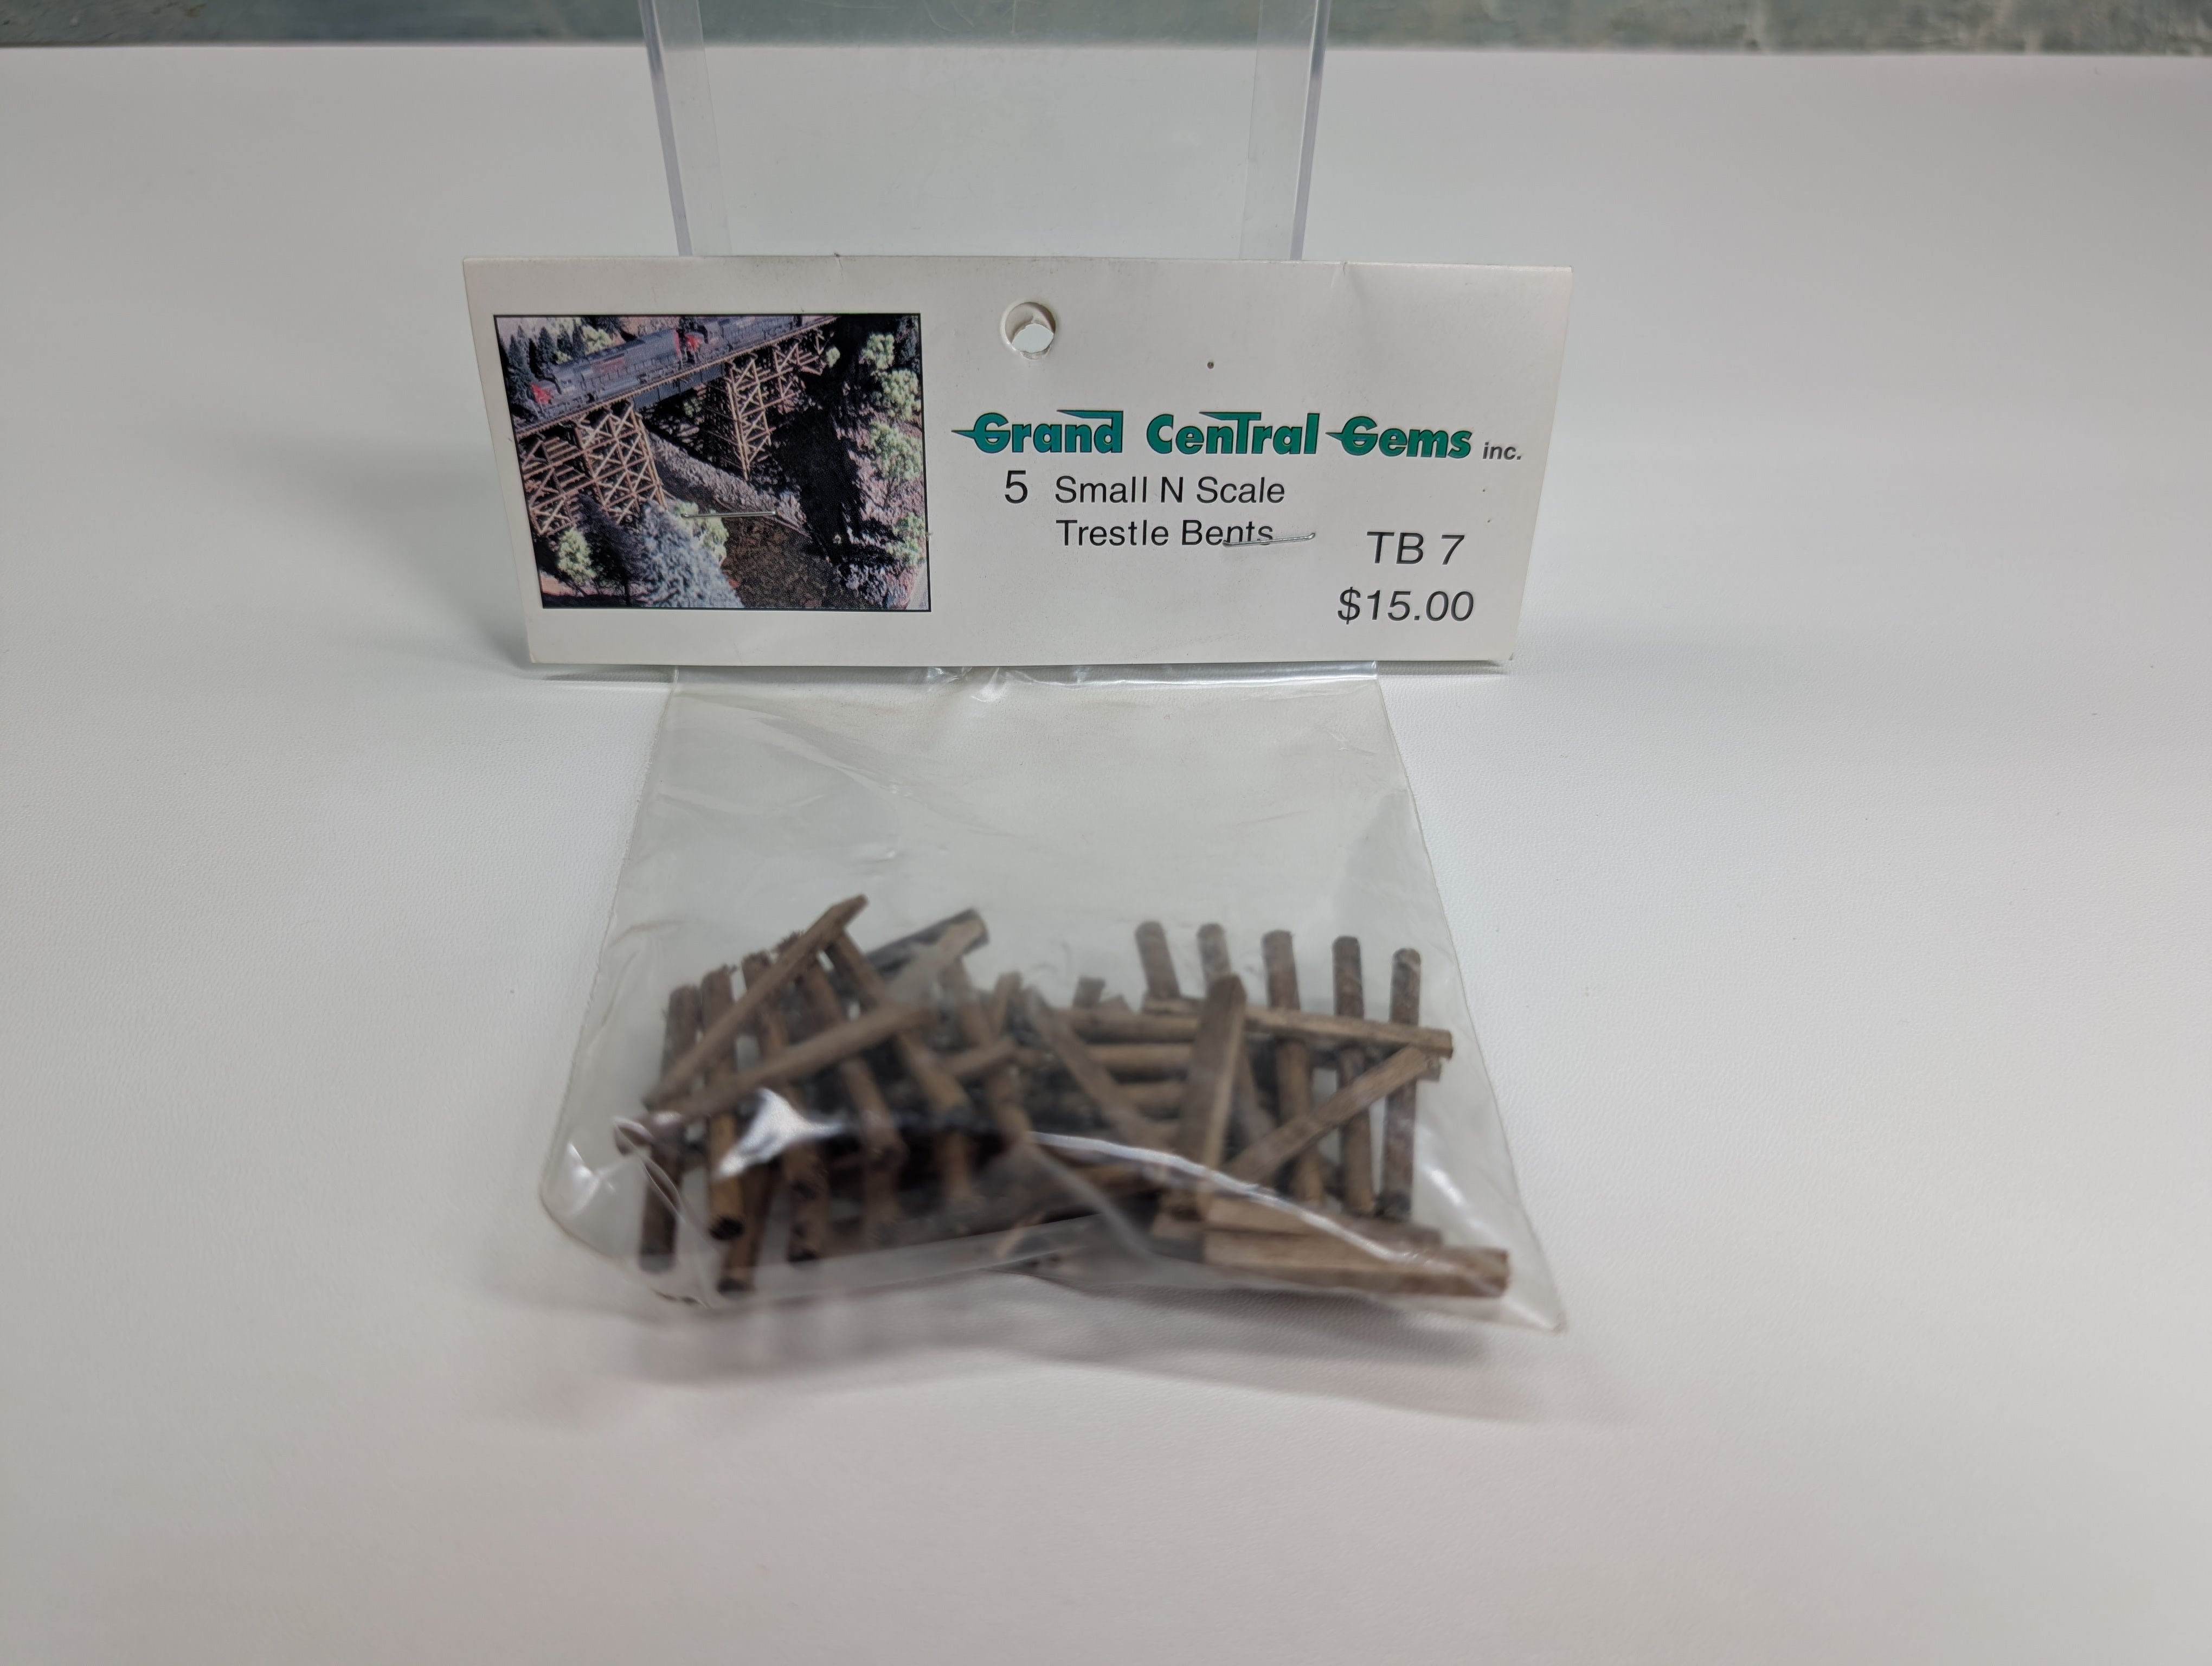 Grand Central Gems inc.
5 Small N Scale
Trestle Bents
TB 7
$15.00